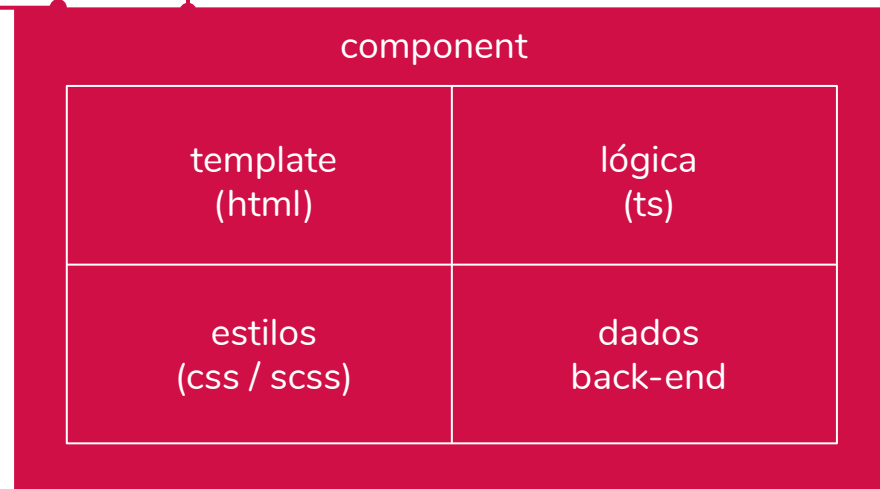 component
template
(html)
lógica
(ts)
estilos
(css / scss)
dados
back-end